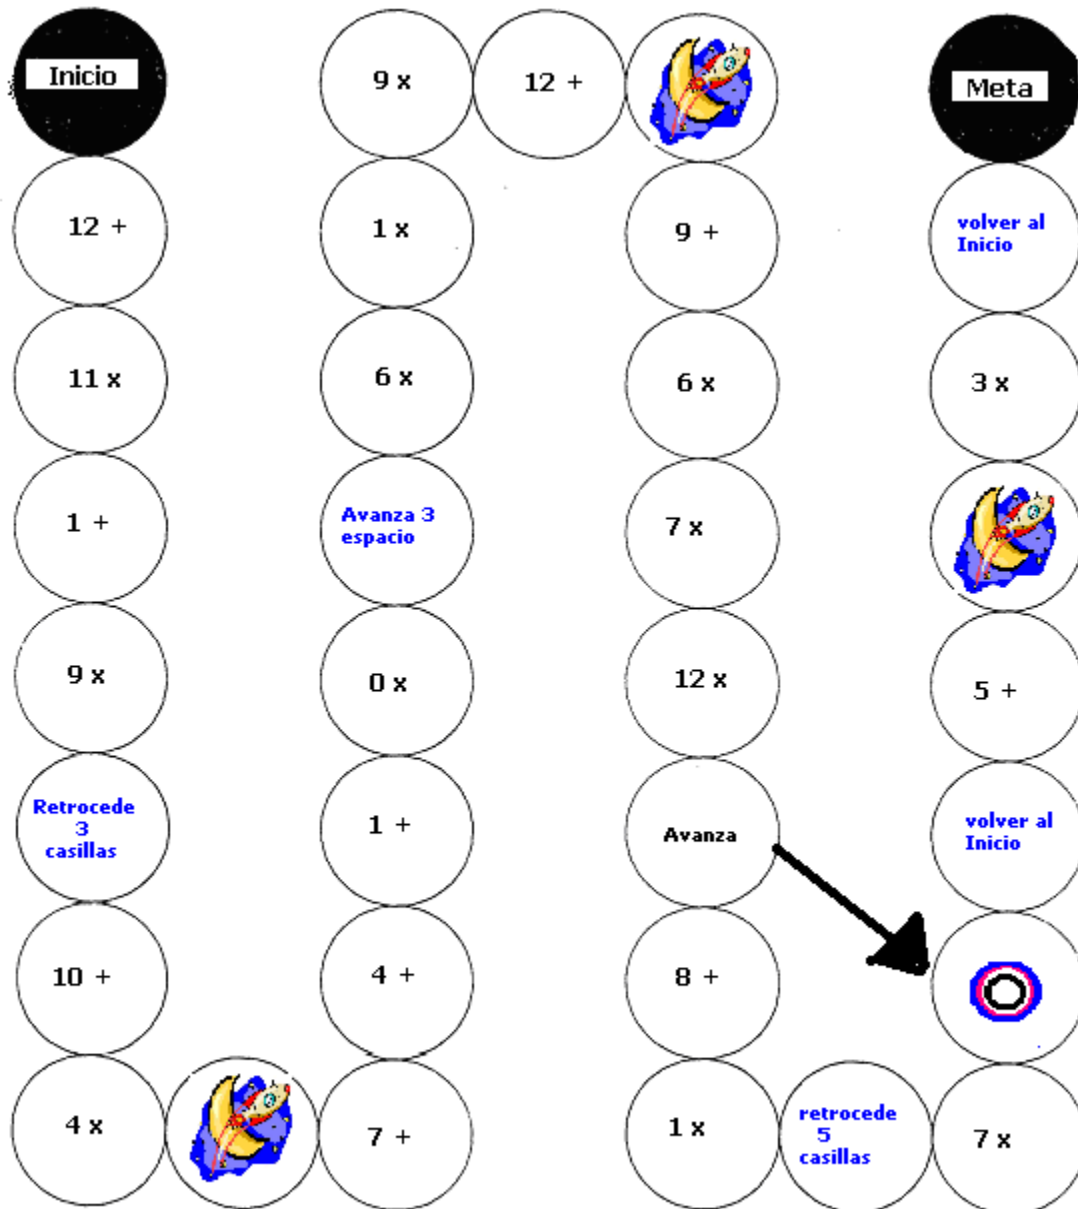 Inicio
12 +
11 x
1 +
9 x
Retrocede
3
casillas
10 +
4 x
7 +
4 +
1 +
0 x
Avanza 3
espacio
6 x
1 x
9 x
12 +
9 +
6 x
7 x
12 x
Avanza
8 +
1 x
retrocede
5
casillas
7 x
volver al
Inicio
5 +
3 x
volver al
Inicio
Meta